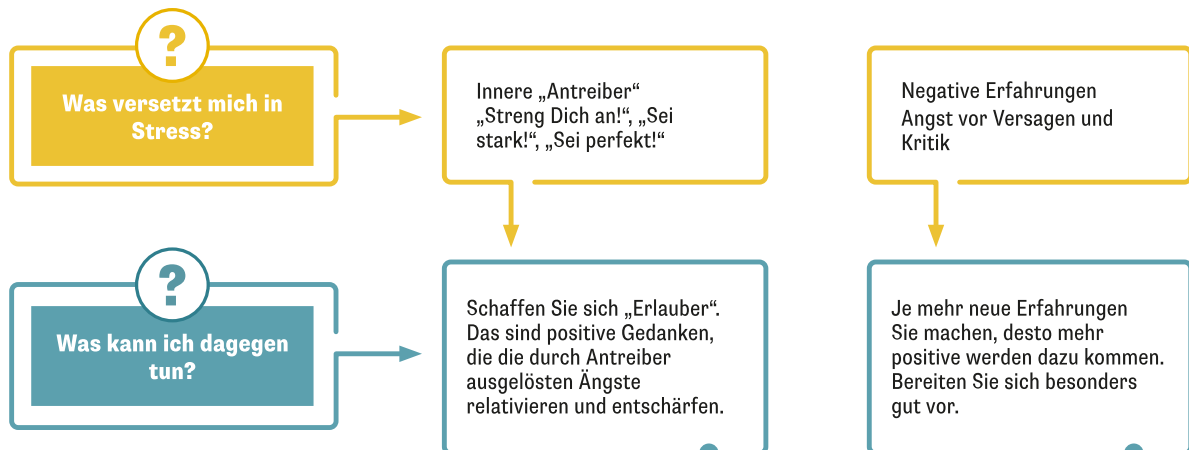 ?
Was versetzt mich in
Stress?
Innere „Antreiber“
„Streng Dich an!“, „Sei
stark!“, „Sei perfekt!“
Negative Erfahrungen
Angst vor Versagen und
Kritik
?
Was kann ich dagegen
tun?
Schaffen Sie sich „Erlauber“.
Das sind positive Gedanken,
die die durch Antreiber
ausgelösten Ängste
relativieren und entschärfen.
Je mehr neue Erfahrungen
Sie machen, desto mehr
positive werden dazu kommen.
Bereiten Sie sich besonders
gut vor.